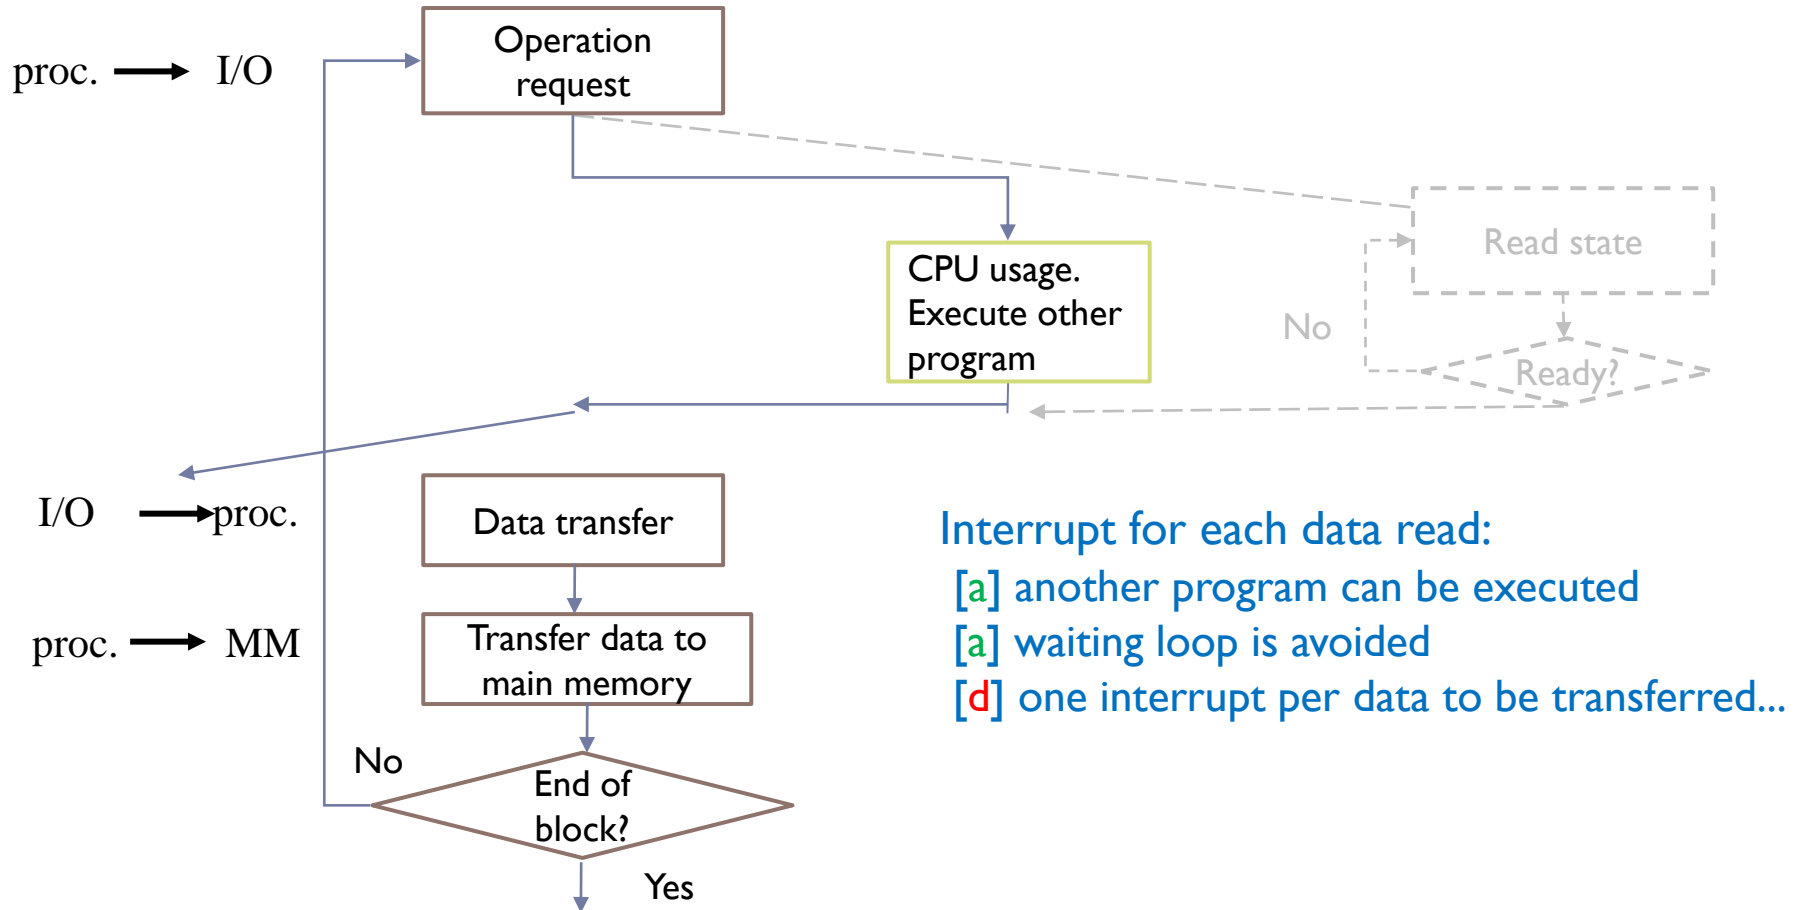 Operation
request
proc. I/O
Read state
CPU usage.
Execute other
program
No
Ready?
I/O proc.
Data transfer
Interrupt for each data read:
[a] another program can be executed
[a] waiting loop is avoided
[d] one interrupt per data to be transferred...
proc. MM
Transfer data to
main memory
No
End of
block?
Yes